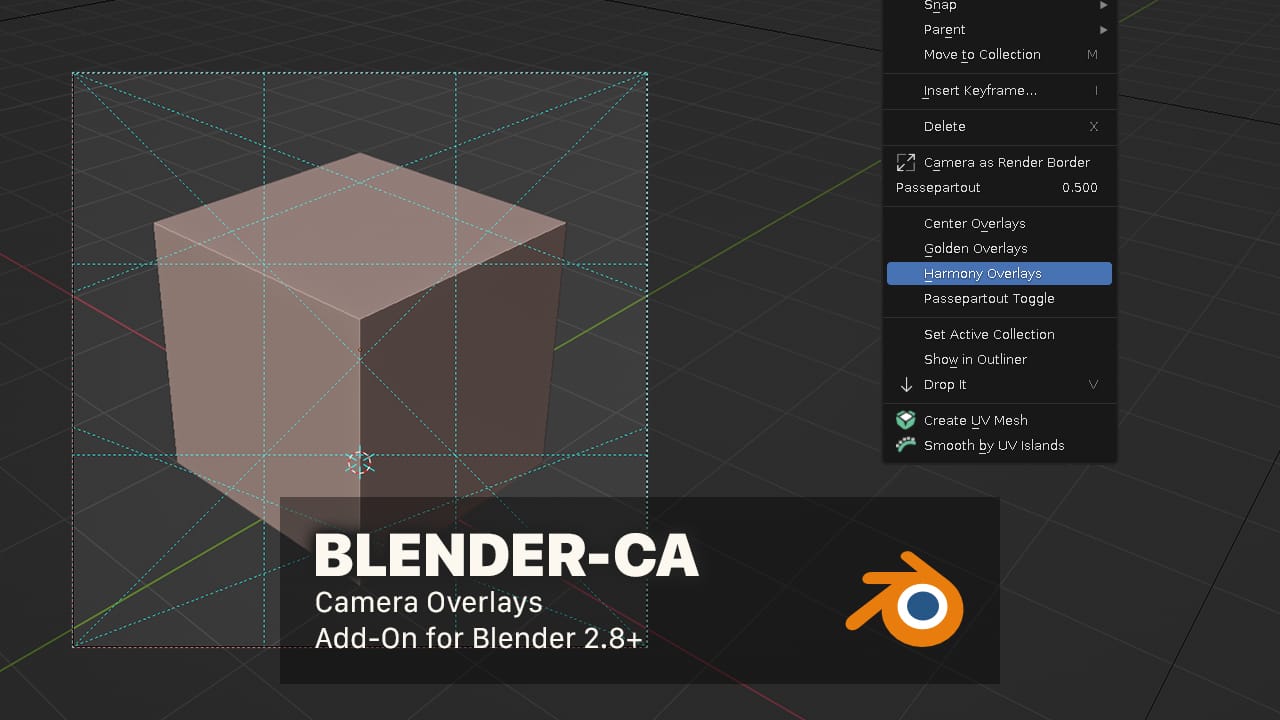 Snap
Parent
Move to Collection M
Insert Keyframe... I
Delete X
Camera as Render Border
Passepartout 0.500
Center Overlays
Golden Overlays
Harmony Overlays
Passepartout Toggle
Set Active Collection
Show in Outliner
Drop It V
Create UV Mesh
Smooth by UV Islands
BLENDER-CA
Camera Overlays
Add-On for Blender 2.8+